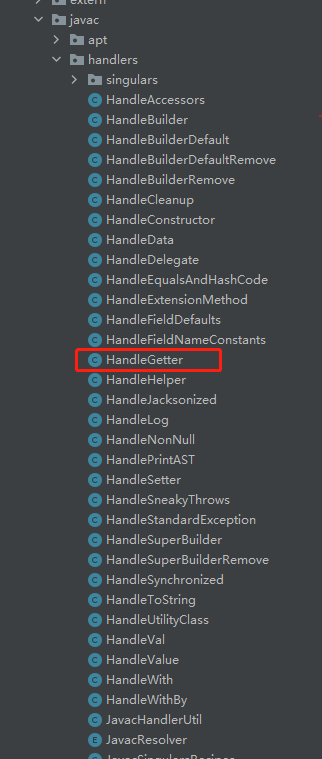 extern
javac
apt
handlers
singulars
HandleAccessors
HandleBuilder
HandleBuilderDefault
HandleBuilderDefaultRemove
HandleBuilderRemove
HandleCleanup
HandleConstructor
HandleData
HandleDelegate
HandleEqualsAndHashCode
HandleExtensionMethod
HandleFieldDefaults
HandleFieldNameConstants
HandleGetter
HandleHelper
HandleJacksonized
HandleLog
HandleNonNull
HandlePrintAST
HandleSetter
HandleSneakyThrows
HandleStandardException
HandleSuperBuilder
HandleSuperBuilderRemove
HandleSynchronized
HandleToString
HandleUtilityClass
HandleVal
HandleValue
HandleWith
HandleWithBy
JavacHandlerUtil
JavacResolver
JavacSingularsRecipes